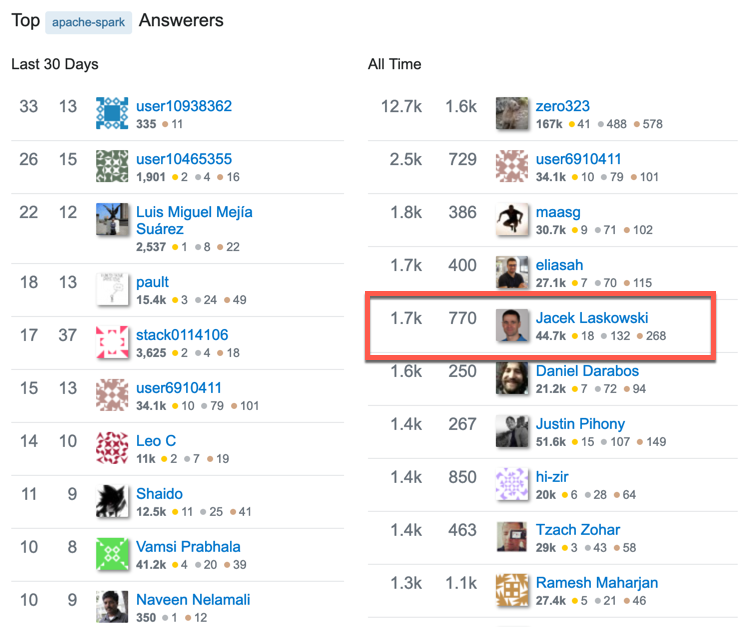 Top apache-spark Answerers
Last 30 Days
33 13 user10938362
335 11
26 15 user10465355
1,901 2 4 16
22 12 Luis Miguel Mejía
Suárez
2,537 1 8 22
18 13 pault
15.4k 3 24 49
17 37 stack0114106
3,625 2 4 18
15 13 user6910411
34.1k 10 79 101
14 10 Leo C
11k 2 7 19
11 9 Shaido
12.5k 11 25 41
10 8 Vamsi Prabhala
41.2k 4 20 39
10 9 Naveen Nelamali
350 1 12
All Time
12.7k 1.6k zero323
167k 41 488 578
2.5k 729 user6910411
34.1k 10 79 101
1.8k 386 maasg
30.7k 9 71 102
1.7k 400 eliasah
27.1k 7 70 115
1.7k 770 Jacek Laskowski
44.7k 18 132 268
1.6k 250 Daniel Darabos
21.2k 7 72 94
1.4k 267 Justin Pihony
51.6k 15 107 149
1.4k 850 hi-zir
20k 6 28 64
1.4k 463 Tzach Zohar
29k 3 43 58
1.3k 1.1k Ramesh Maharjan
27.4k 5 21 46